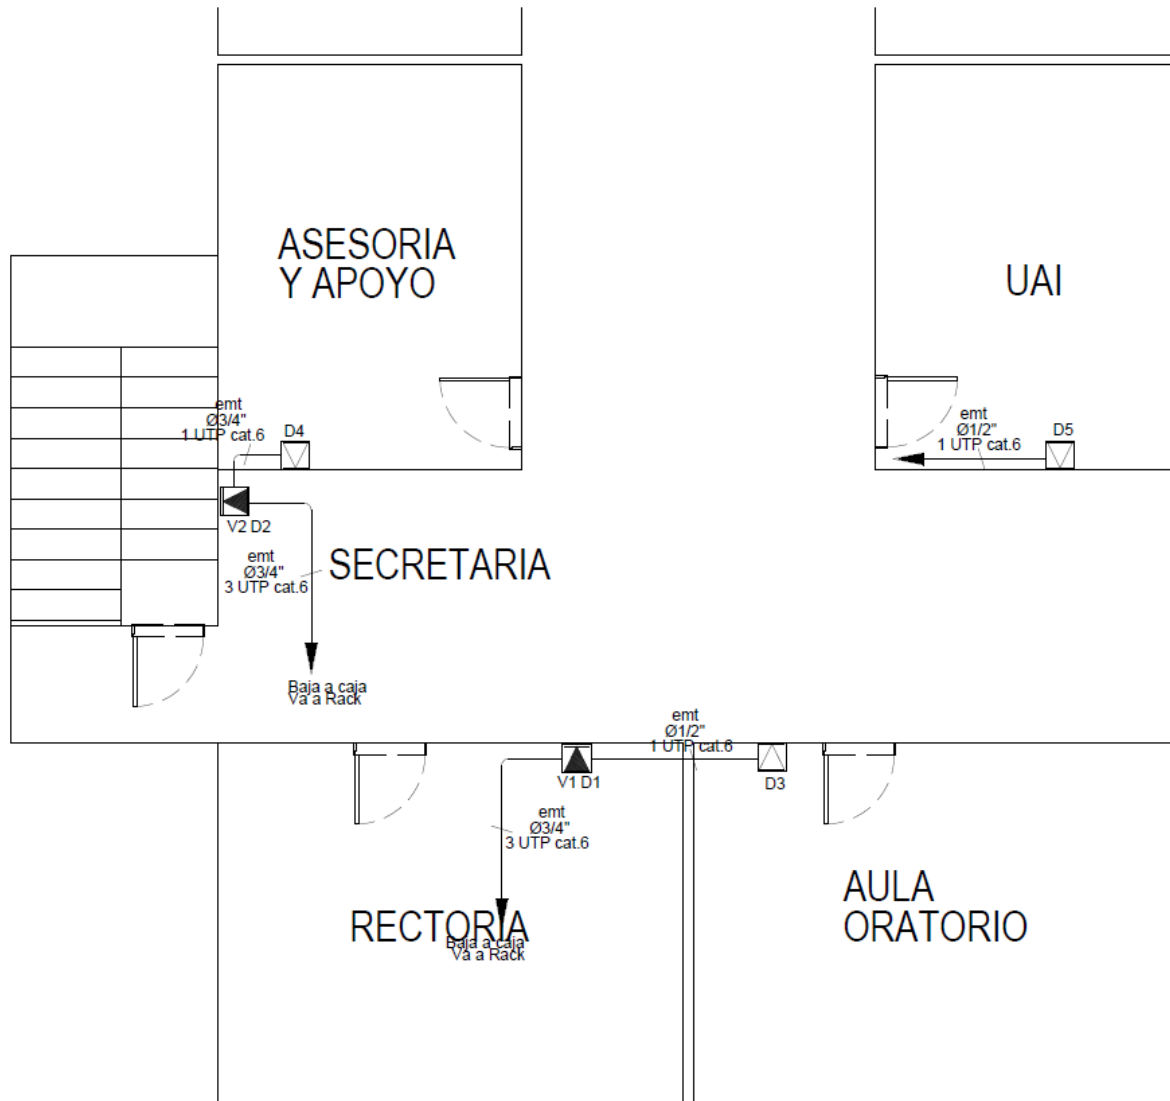 ASESORIA
Y APOYO
UAI
emt
Ø3/4"
1 UTP cat.6
D4
emt
Ø1/2"
1 UTP cat.6
D5
V2 D2
emt
Ø3/4"
3 UTP cat.6
SECRETARIA
Baja a caja
Va a Rack
emt
Ø1/2"
1 UTP cat.6
V1 D1
D3
emt
Ø3/4"
3 UTP cat.6
RECTORIA
Baja a caja
Va a Rack
AULA
ORATORIO